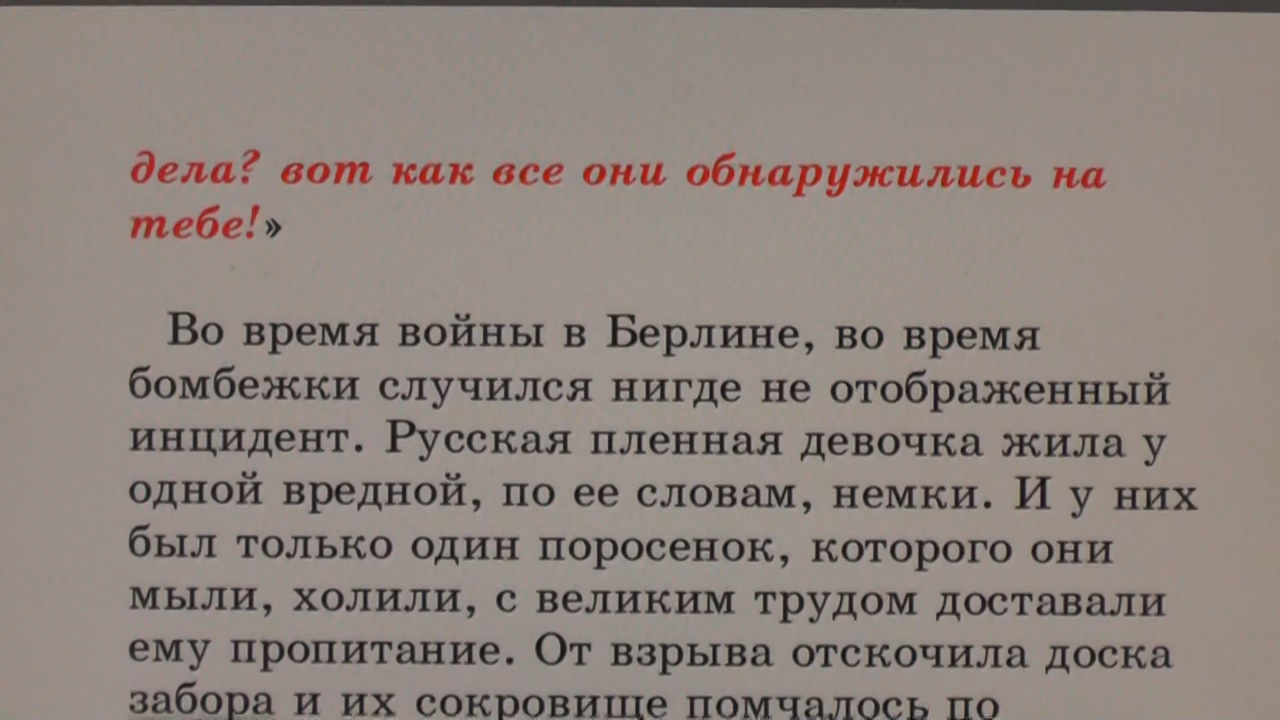 дела? вот как все они обнаружились на
тебе!»
Во время войны в Берлине, во время
бомбежки случился нигде не отображенный
инцидент. Русская пленная девочка жила у
одной вредной, по ее словам, немки. И у них
был только один поросенок, которого они
мыли, холили, с великим трудом доставали
ему пропитание. От взрыва отскочила доска
забора и их сокровище помчалось по